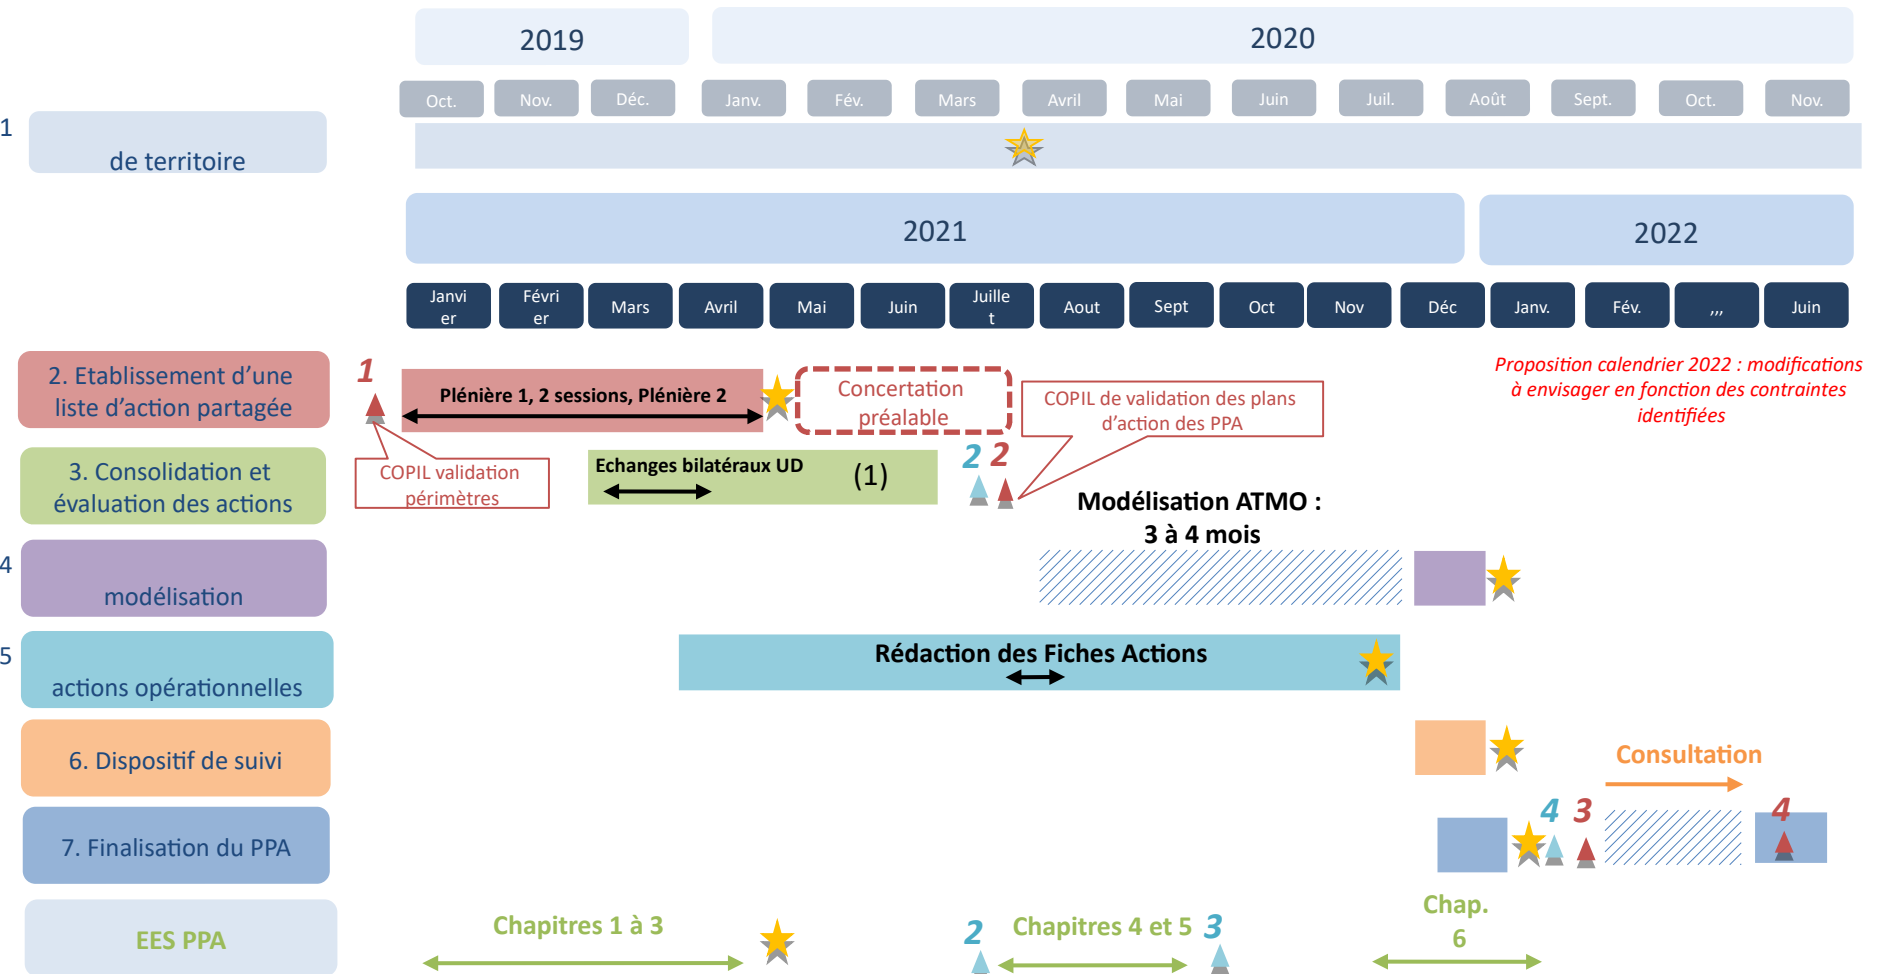 2019
2020
Oct.
Nov.
Déc.
Janv.
Fév.
Mars
Avril
Mai
Juin
Juil.
Août
Sept.
Oct.
Nov.
1
de territoire
2021
2022
Janvi
er
Févri
er
Mars
Avril
Mai
Juin
Juille
t
Aout
Sept
Oct
Nov
Déc
Janv.
Fév.
,,,
Juin
2. Etablissement d’une
liste d’action partagée
1
Plénière 1, 2 sessions, Plénière 2
Concertation
préalable
COPIL de validation des plans
d’action des PPA
Proposition calendrier 2022 : modifications
à envisager en fonction des contraintes
identifiées
3. Consolidation et
évaluation des actions
COPIL validation
périmètres
Echanges bilatéraux UD
(1)
2
2
Modélisation ATMO :
3 à 4 mois
4
modélisation
5
actions opérationnelles
Rédaction des Fiches Actions
6. Dispositif de suivi
Consultation
7. Finalisation du PPA
4
3
4
EES PPA
Chapitres 1 à 3
2
Chapitres 4 et 5
3
Chap.
6